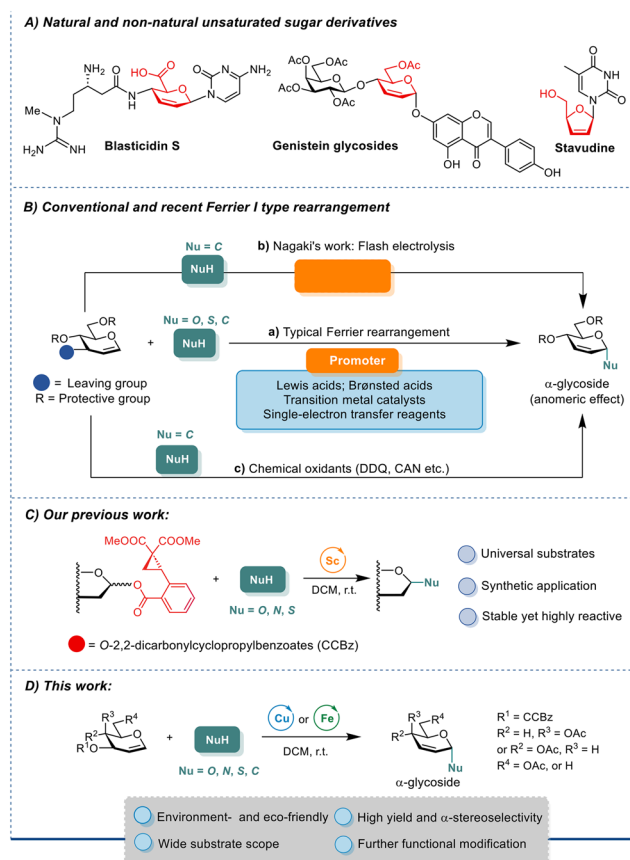 A) Natural and non-natural unsaturated sugar derivatives
NH2
O
HO
O
N
H
Me
N
H2N
NH
O
O
N
N
NH2
Blasticidin S
OAc
OAc
O
AcO
OAc
O
OAc
O
O
O
OH
O
OH
Genistein glycosides
O
NH
N
O
HO
O
Stavudine
B) Conventional and recent Ferrier I type rearrangement
b) Nagaki's work: Flash electrolysis
Nu = C
NuH
OR
RO
O
+
Nu = O, S, C
NuH
a) Typical Ferrier rearrangement
Promoter
Lewis acids; Brønsted acids
Transition metal catalysts
Single-electron transfer reagents
OR
RO
O
Nu
= Leaving group
R = Protective group
α-glycoside
(anomeric effect)
Nu = C
NuH
c) Chemical oxidants (DDQ, CAN etc.)
C) Our previous work:
MeOOC
COOMe
O
O
O
+
NuH
Nu = O, N, S
Sc
DCM, r.t.
O
Nu
Universal substrates
Synthetic application
Stable yet highly reactive
= O-2,2-dicarbonylcyclopropylbenzoates (CCBz)
D) This work:
R3
R4
R2
R1O
O
+
NuH
Nu = O, N, S, C
Cu or Fe
DCM, r.t.
R3
R4
R2
O
Nu
α-glycoside
R1 = CCBz
R2 = H, R3 = OAc
or R2 = OAc, R3 = H
R4 = OAc, or H
Environment- and eco-friendly
High yield and α-stereoselectivity
Wide substrate scope
Further functional modification